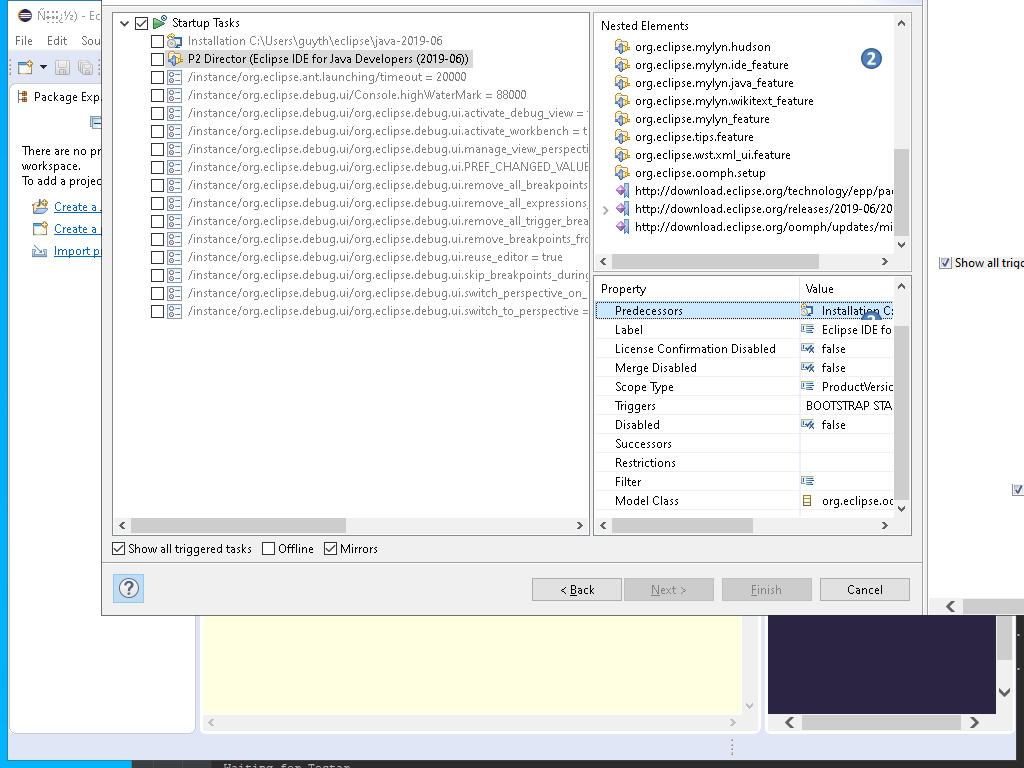 Ec
File Edit Sou
Package Exp
There are no pr
workspace.
To add a projec
Create a
Create a
Import p
Startup Tasks
Installation C:\Users\guyth\eclipse\java-2019-06
P2 Director (Eclipse IDE for Java Developers (2019-06))
/instance/org.eclipse.ant.launching/timeout = 20000
/instance/org.eclipse.debug.ui/Console.highWaterMark = 88000
/instance/org.eclipse.debug.ui/org.eclipse.debug.ui.activate_debug_view =
/instance/org.eclipse.debug.ui/org.eclipse.debug.ui.activate_workbench = t
/instance/org.eclipse.debug.ui/org.eclipse.debug.ui.manage_view_perspecti
/instance/org.eclipse.debug.ui/org.eclipse.debug.ui.PREF_CHANGED_VALUE
/instance/org.eclipse.debug.ui/org.eclipse.debug.ui.remove_all_breakpoints
/instance/org.eclipse.debug.ui/org.eclipse.debug.ui.remove_all_expressions_
/instance/org.eclipse.debug.ui/org.eclipse.debug.ui.remove_all_trigger_brea
/instance/org.eclipse.debug.ui/org.eclipse.debug.ui.remove_breakpoints_fro
/instance/org.eclipse.debug.ui/org.eclipse.debug.ui.reuse_editor = true
/instance/org.eclipse.debug.ui/org.eclipse.debug.ui.skip_breakpoints_during
/instance/org.eclipse.debug.ui/org.eclipse.debug.ui.switch_perspective_on_
/instance/org.eclipse.debug.ui/org.eclipse.debug.ui.switch_to_perspective =
Nested Elements
org.eclipse.mylyn.hudson
2
org.eclipse.mylyn.ide_feature
org.eclipse.mylyn.java_feature
org.eclipse.mylyn.wikitext_feature
org.eclipse.mylyn_feature
org.eclipse.tips.feature
org.eclipse.wst.xml_ui.feature
org.eclipse.oomph.setup
http://download.eclipse.org/technology/epp/pa
http://download.eclipse.org/releases/2019-06/20
http://download.eclipse.org/oomph/updates/mi
Property Value
Predecessors Installation C:
Label Eclipse IDE fo
License Confirmation Disabled false
Merge Disabled false
Scope Type ProductVersic
Triggers BOOTSTRAP STA
Disabled false
Successors
Restrictions
Filter
Model Class org.eclipse.oo
Show all triggered tasks Offline Mirrors
? < Back Next > Finish Cancel
Show all trigg
Waiting for Tester